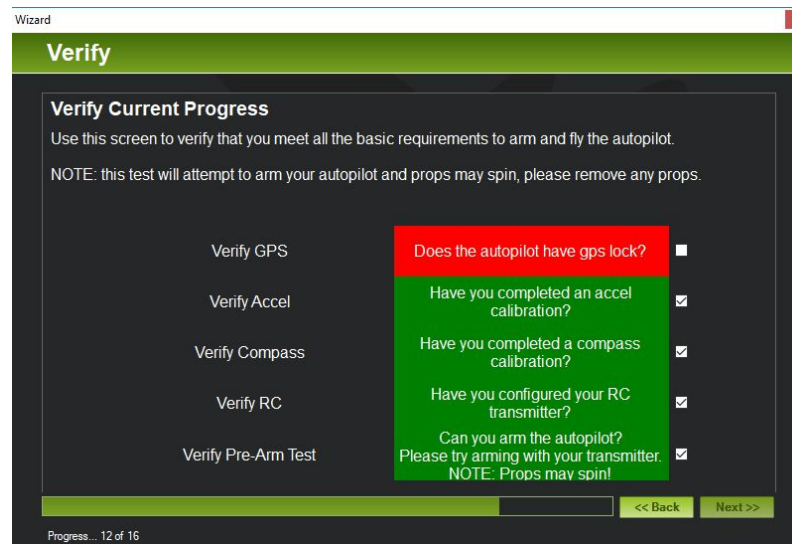 Wizard
Verify
Verify Current Progress
Use this screen to verify that you meet all the basic requirements to arm and fly the autopilot.
NOTE: this test will attempt to arm your autopilot and props may spin, please remove any props.
Verify GPS
Does the autopilot have gps lock?
Verify Accel
Have you completed an accel
calibration?
Verify Compass
Have you completed a compass
calibration?
Verify RC
Have you configured your RC
transmitter?
Verify Pre-Arm Test
Can you arm the autopilot?
Please try arming with your transmitter.
NOTE: Props may spin!
<< Back
Next >>
Progress... 12 of 16